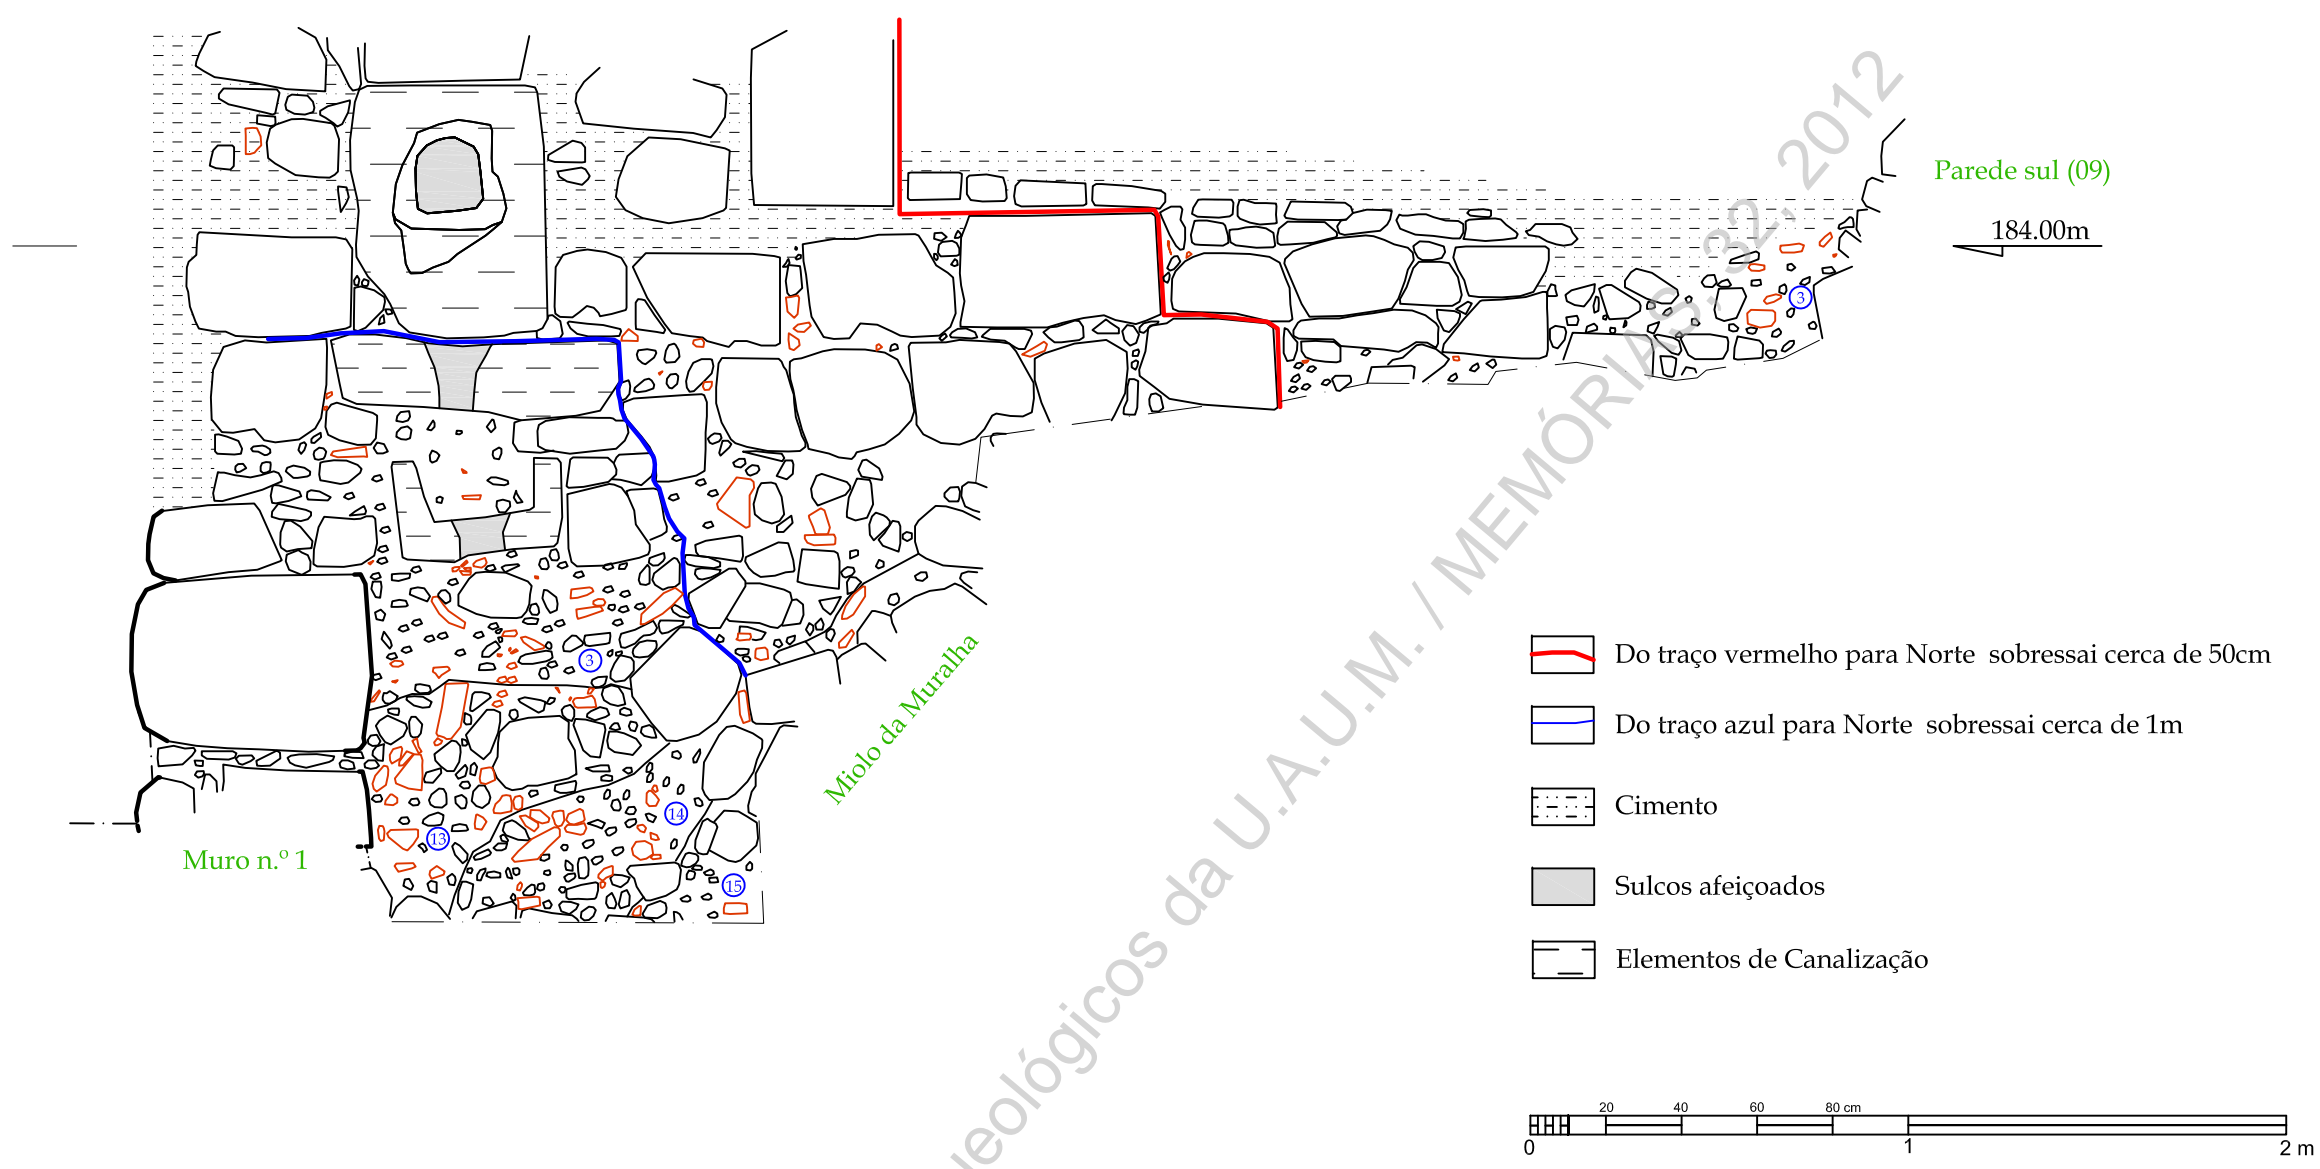 Parede sul (09)
184.00m
3
3
14
13
15
Muro n.º 1
Miolo da Muralha
Do traço vermelho para Norte sobressai cerca de 50cm
Do traço azul para Norte sobressai cerca de 1m
Cimento
Sulcos afeiçoados
Elementos de Canalização
20 40 60 80 cm
0 1 2 m
eológicos da U.A.U.M. / MEMÓRIAS, 32, 2012